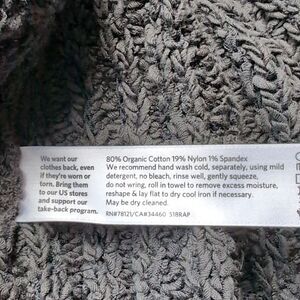 We want our
clothes back, even
if they're worn or
torn. Bring them
to our US stores
and support our
take-back program.
80% Organic Cotton 19% Nylon 1% Spandex
We recommend hand wash cold, separately, using mild
detergent, no bleach, rinse well, gently squeeze,
do not wring, roll in towel to remove excess moisture,
reshape & lay flat to dry cool iron if necessary.
May be dry cleaned.
RN#78121/CA#34460 S18RAP